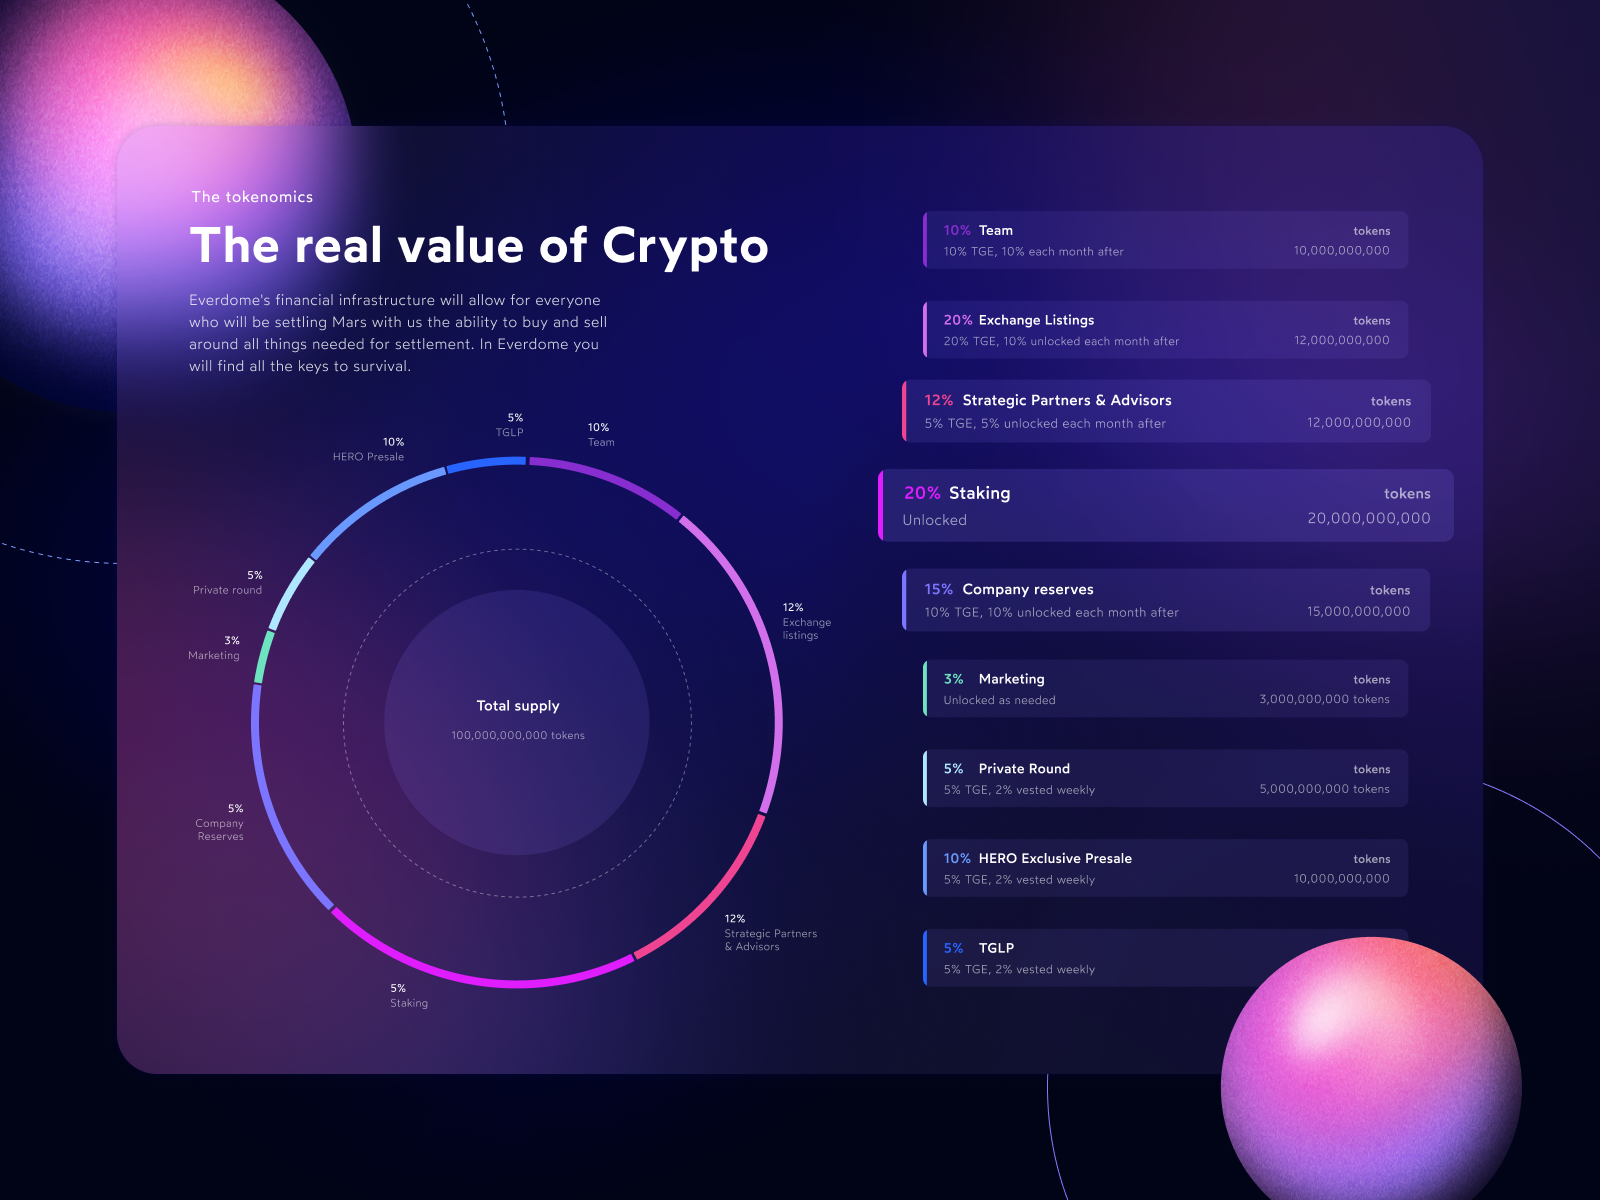 The tokenomics
The real value of Crypto
Everdome's financial infrastructure will allow for everyone
who will be settling Mars with us the ability to buy and sell
around all things needed for settlement. In Everdome you
will find all the keys to survival.
5%
TGLP
10%
Team
10%
HERO Presale
5%
Private round
3%
Marketing
12%
Exchange
listings
Total supply
100,000,000,000 tokens
5%
Company
Reserves
12%
Strategic Partners
& Advisors
5%
Staking
10% Team tokens
10% TGE, 10% each month after 10,000,000,000
20% Exchange Listings tokens
20% TGE, 10% unlocked each month after 12,000,000,000
12% Strategic Partners & Advisors tokens
5% TGE, 5% unlocked each month after 12,000,000,000
20% Staking tokens
Unlocked 20,000,000,000
15% Company reserves tokens
10% TGE, 10% unlocked each month after 15,000,000,000
3% Marketing tokens
Unlocked as needed 3,000,000,000 tokens
5% Private Round tokens
5% TGE, 2% vested weekly 5,000,000,000 tokens
10% HERO Exclusive Presale tokens
5% TGE, 2% vested weekly 10,000,000,000
5% TGLP
5% TGE, 2% vested weekly